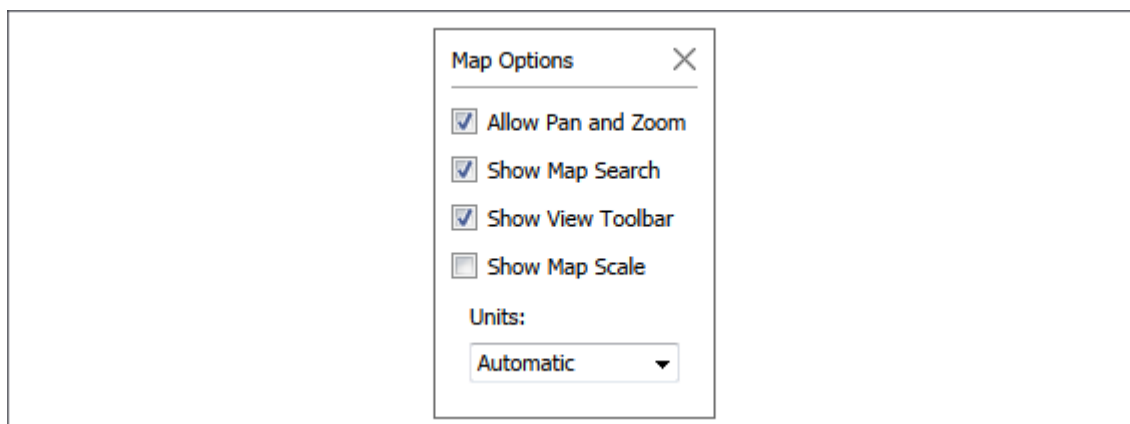 Map Options
Allow Pan and Zoom
Show Map Search
Show View Toolbar
Show Map Scale
Units:
Automatic